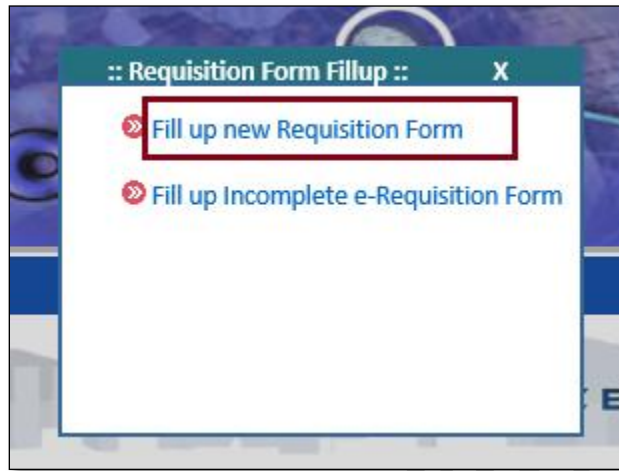 :: Requisition Form Fillup :: X
Fill up new Requisition Form
Fill up Incomplete e-Requisition Form
E